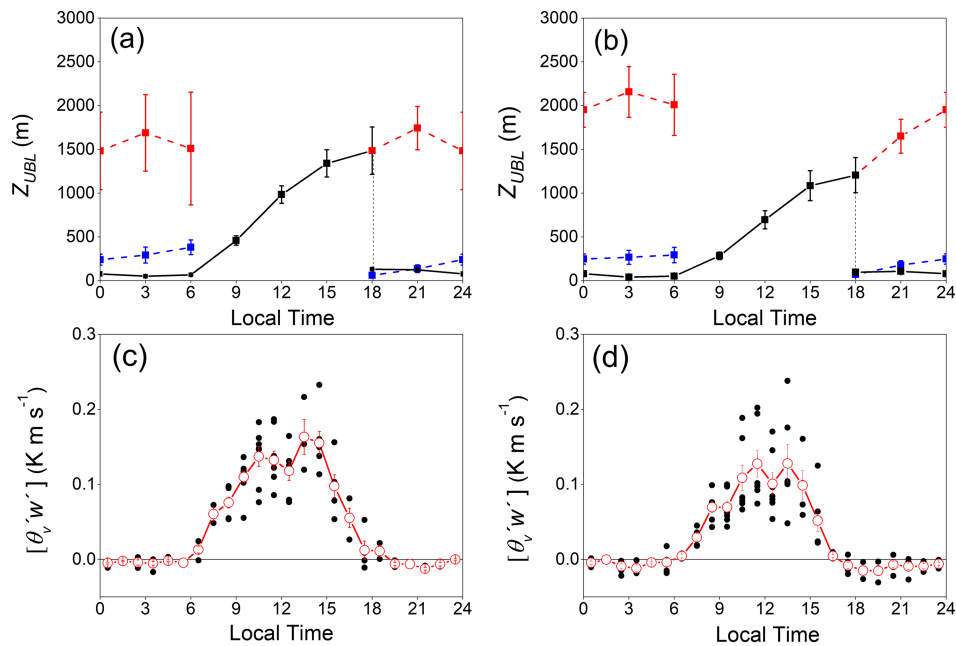 (a)
Z_UBL (m)
3000
2500
2000
1500
1000
500
0
0 3 6 9 12 15 18 21 24
Local Time
(b)
Z_UBL (m)
3000
2500
2000
1500
1000
500
0
0 3 6 9 12 15 18 21 24
Local Time
(c)
[θ_v´w´] (K m s⁻¹)
0.3
0.2
0.1
0.0
0 3 6 9 12 15 18 21 24
Local Time
(d)
[θ_v´w´] (K m s⁻¹)
0.3
0.2
0.1
0.0
0 3 6 9 12 15 18 21 24
Local Time